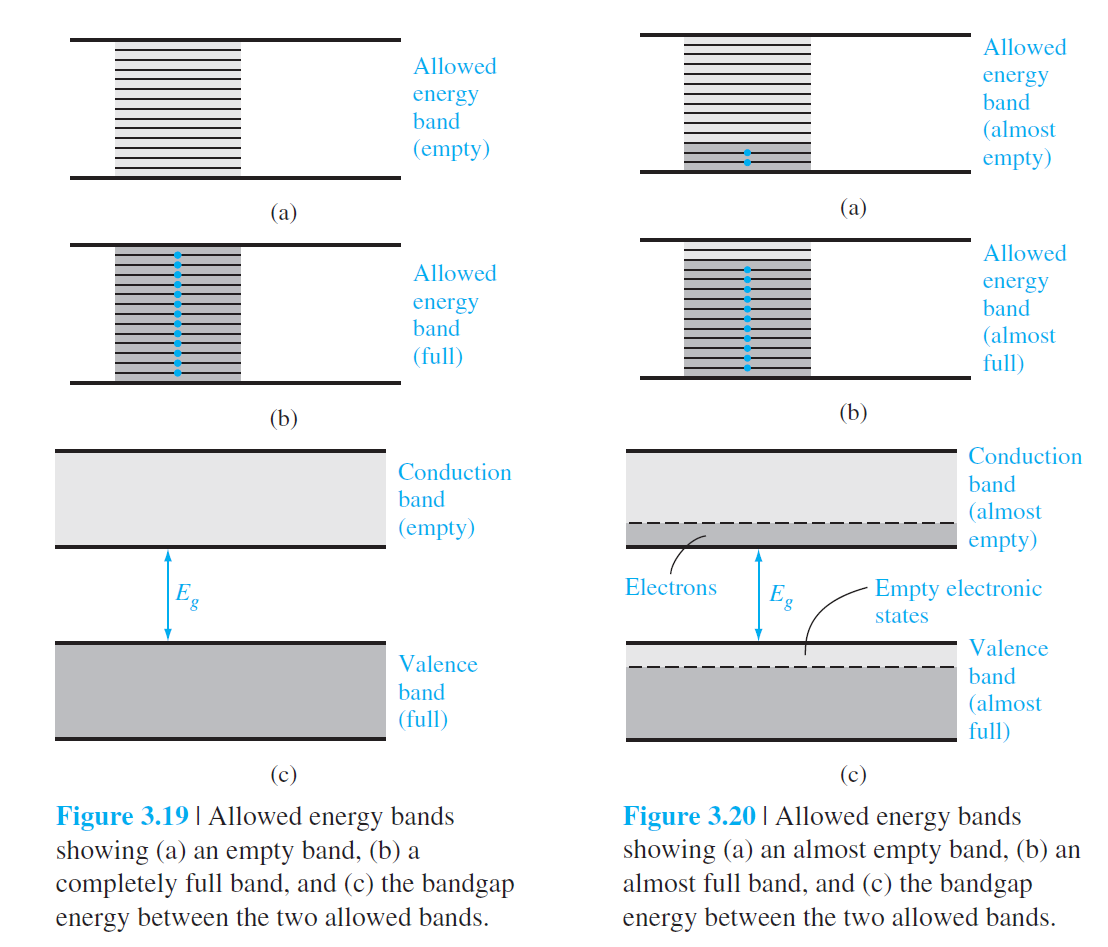 Allowed
energy
band
(empty)
(a)
Allowed
energy
band
(full)
(b)
Conduction
band
(empty)
E_g
Valence
band
(full)
(c)
Figure 3.19 | Allowed energy bands
showing (a) an empty band, (b) a
completely full band, and (c) the bandgap
energy between the two allowed bands.
Allowed
energy
band
(almost
empty)
(a)
Allowed
energy
band
(almost
full)
(b)
Conduction
band
(almost
empty)
Electrons
E_g
Empty electronic
states
Valence
band
(almost
full)
(c)
Figure 3.20 | Allowed energy bands
showing (a) an almost empty band, (b) an
almost full band, and (c) the bandgap
energy between the two allowed bands.